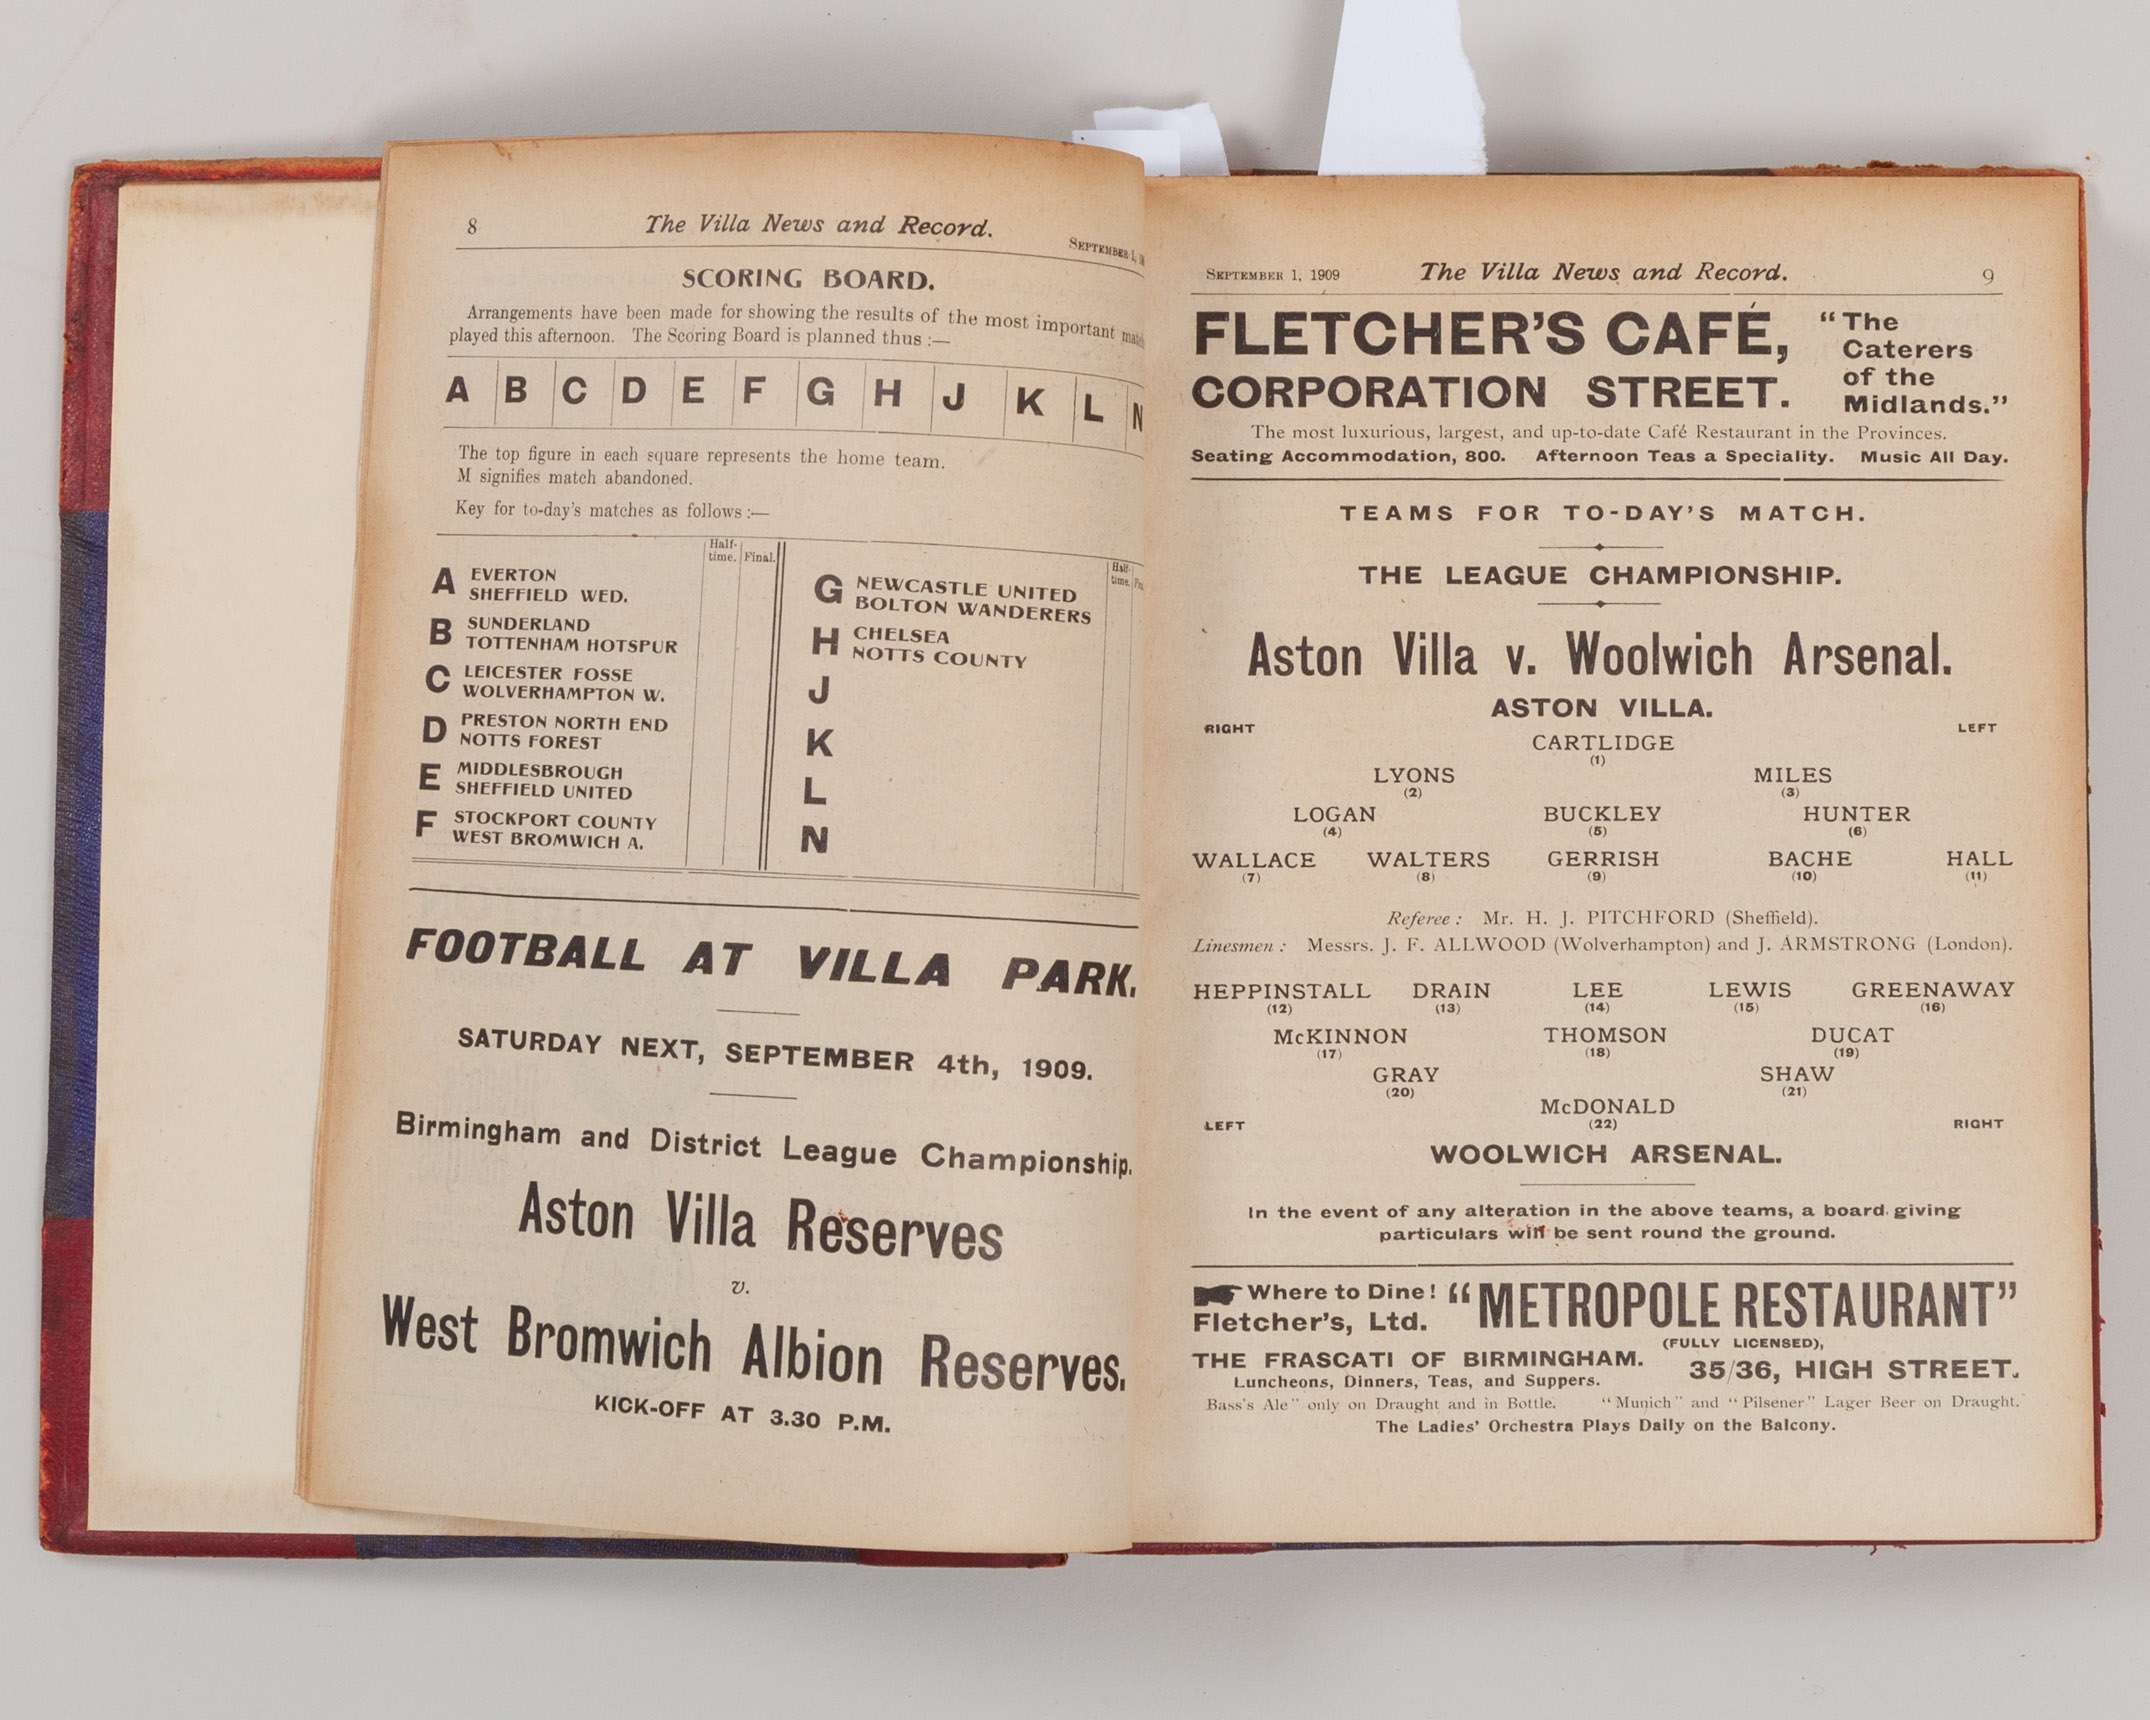 8
The Villa News and Record.
SEPTEMBER 1,
SCORING BOARD.
Arrangements have been made for showing the results of the most important
played this afternoon. The Scoring Board is planned thus :—
A B C D E F G H J K L N
The top figure in each square represents the home team.
M signifies match abandoned.
Key for to-day's matches as follows :—
Half-time. Final.
A EVERTON
SHEFFIELD WED.
B SUNDERLAND
TOTTENHAM HOTSPUR
C LEICESTER FOSSE
WOLVERHAMPTON W.
D PRESTON NORTH END
NOTTS FOREST
E MIDDLESBROUGH
SHEFFIELD UNITED
F STOCKPORT COUNTY
WEST BROMWICH A.
Half-time.
G NEWCASTLE UNITED
BOLTON WANDERERS
H CHELSEA
NOTTS COUNTY
J
K
L
N
FOOTBALL AT VILLA PARK.
SATURDAY NEXT, SEPTEMBER 4th, 1909.
Birmingham and District League Championship.
Aston Villa Reserves
v.
West Bromwich Albion Reserves.
KICK-OFF AT 3.30 P.M.
SEPTEMBER 1, 1909 The Villa News and Record. 9
FLETCHER'S CAFÉ,
CORPORATION STREET.
"The
Caterers
of the
Midlands."
The most luxurious, largest, and up-to-date Café Restaurant in the Provinces.
Seating Accommodation, 800. Afternoon Teas a Speciality. Music All Day.
TEAMS FOR TO-DAY'S MATCH.
THE LEAGUE CHAMPIONSHIP.
Aston Villa v. Woolwich Arsenal.
ASTON VILLA.
RIGHT LEFT
CARTLIDGE
(1)
LYONS MILES
(2) (3)
LOGAN BUCKLEY HUNTER
(4) (5) (6)
WALLACE WALTERS GERRISH BACHE HALL
(7) (8) (9) (10) (11)
Referee : Mr. H. J. PITCHFORD (Sheffield).
Linesmen : Messrs. J. F. ALLWOOD (Wolverhampton) and J. ARMSTRONG (London).
HEPPINSTALL DRAIN LEE LEWIS GREENAWAY
(12) (13) (14) (15) (16)
McKINNON THOMSON DUCAT
(17) (18) (19)
GRAY SHAW
(20) (21)
McDONALD
(22)
LEFT RIGHT
WOOLWICH ARSENAL.
In the event of any alteration in the above teams, a board giving
particulars will be sent round the ground.
Where to Dine!
Fletcher's, Ltd.
"METROPOLE RESTAURANT"
(FULLY LICENSED),
THE FRASCATI OF BIRMINGHAM.
35/36, HIGH STREET.
Luncheons, Dinners, Teas, and Suppers.
Bass's Ale" only on Draught and in Bottle. "Munich" and "Pilsener" Lager Beer on Draught.
The Ladies' Orchestra Plays Daily on the Balcony.